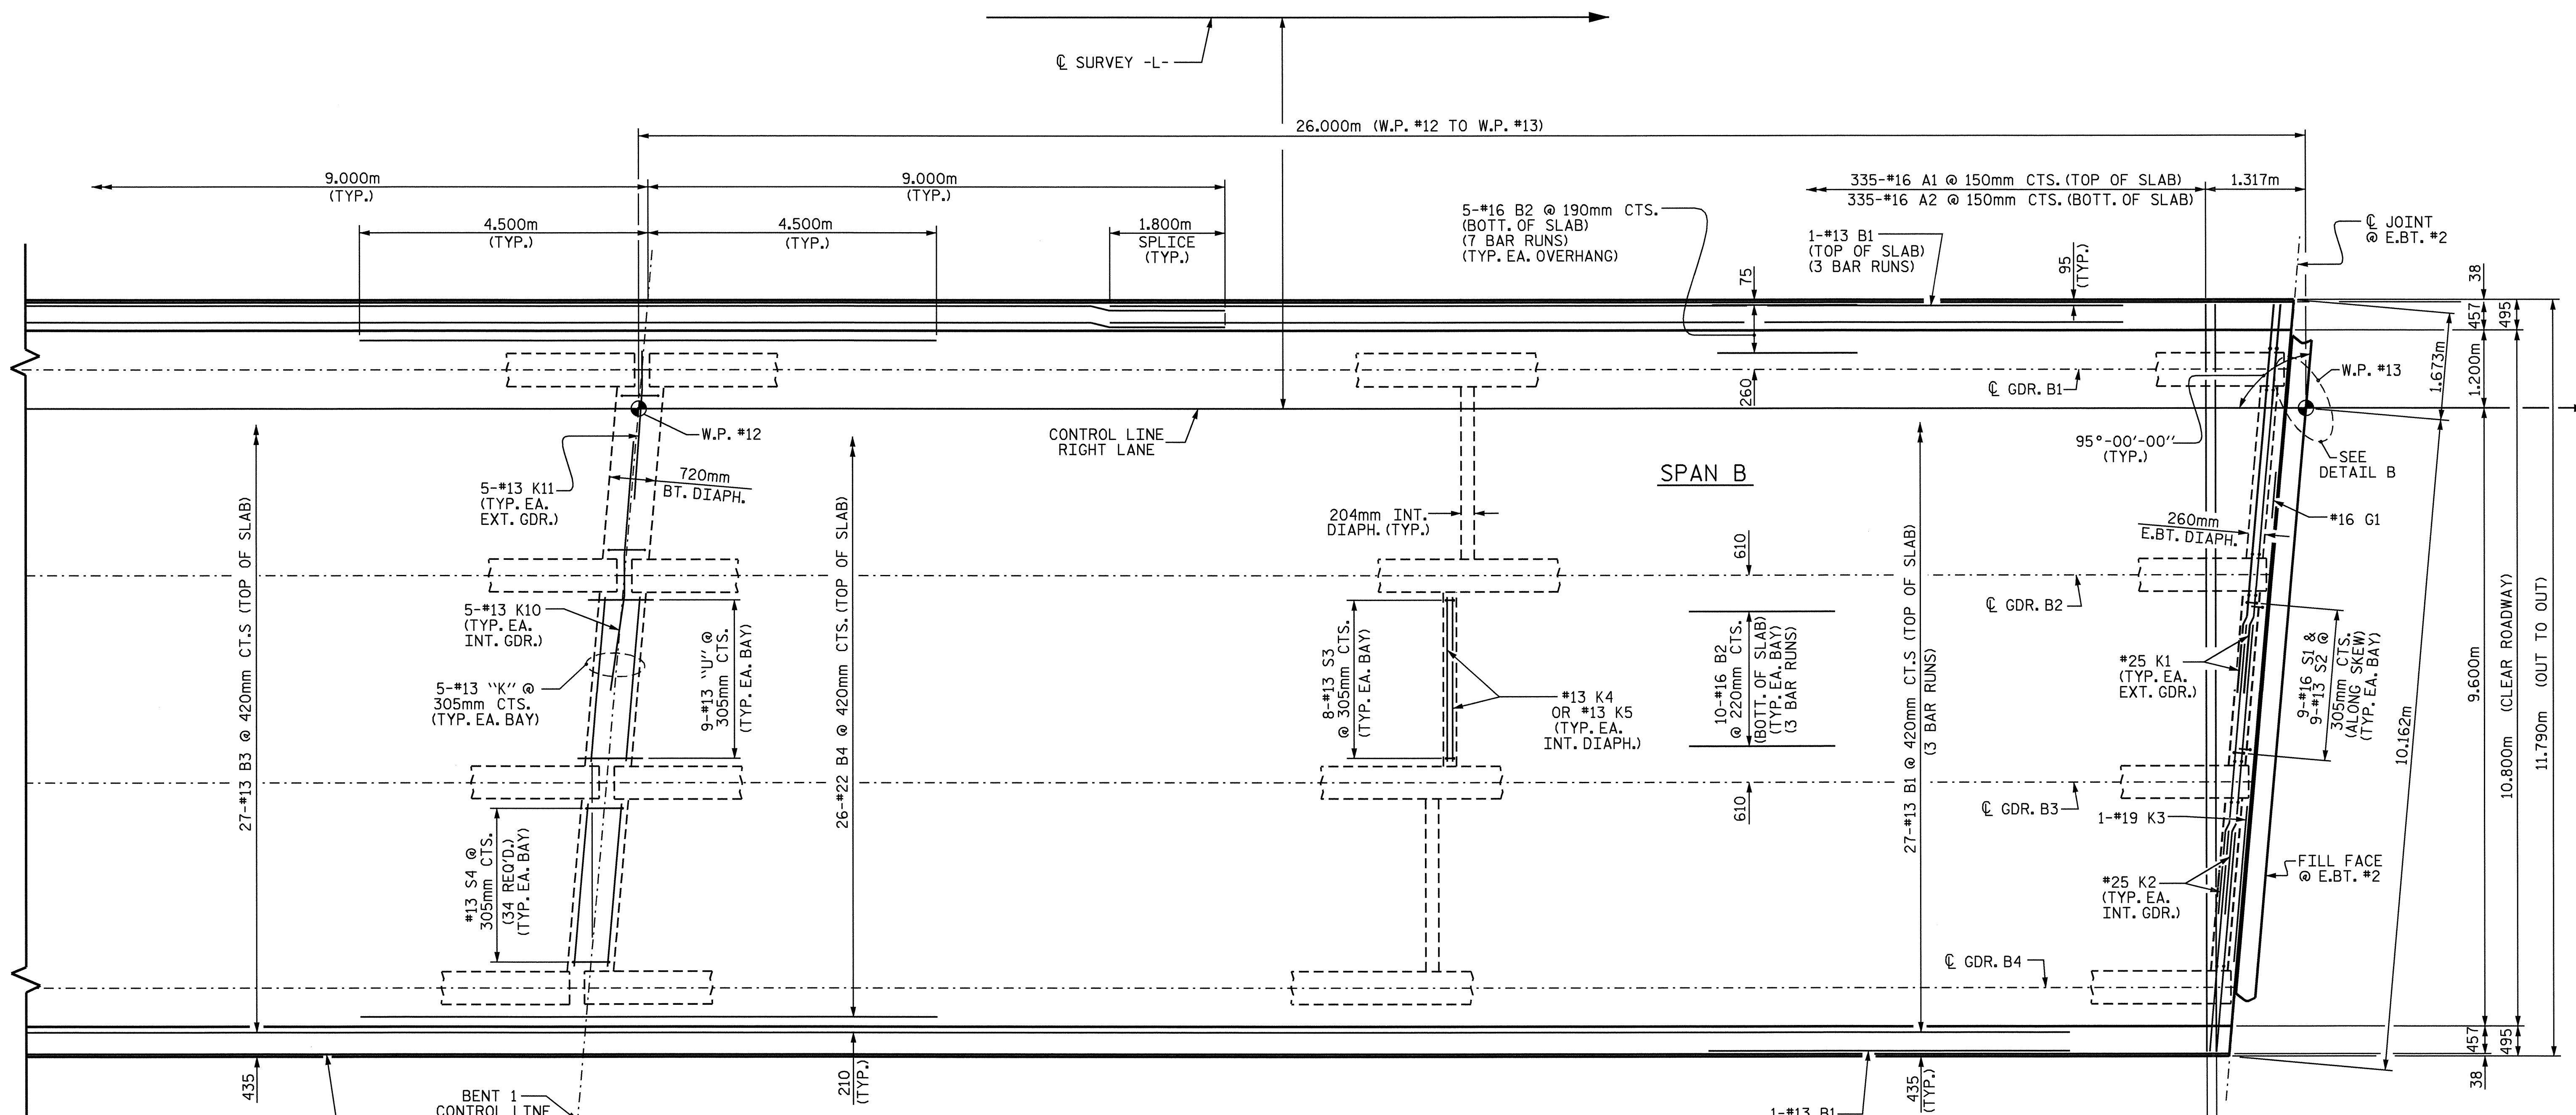 ℄ SURVEY -L-
26.000m (W.P. #12 TO W.P. #13)
9.000m
(TYP.)
9.000m
(TYP.)
4.500m
(TYP.)
4.500m
(TYP.)
1.800m
SPLICE
(TYP.)
5-#16 B2 @ 190mm CTS.
(BOTT. OF SLAB)
(7 BAR RUNS)
(TYP. EA. OVERHANG)
335-#16 A1 @ 150mm CTS. (TOP OF SLAB)
335-#16 A2 @ 150mm CTS. (BOTT. OF SLAB)
1.317m
1-#13 B1
(TOP OF SLAB)
(3 BAR RUNS)
℄ JOINT
@ E.BT. #2
75
95
(TYP.)
38
457
495
260
℄ GDR. B1
W.P. #13
1.673m
1.200m
W.P. #12
CONTROL LINE
RIGHT LANE
95°-00'-00"
(TYP.)
SEE
DETAIL B
SPAN B
5-#13 K11
(TYP. EA.
EXT. GDR.)
720mm
BT. DIAPH.
204mm INT.
DIAPH. (TYP.)
260mm
E.BT. DIAPH.
#16 G1
27-#13 B3 @ 420mm CT.S (TOP OF SLAB)
26-#22 B4 @ 420mm CTS. (TOP OF SLAB)
27-#13 B1 @ 420mm CT.S (TOP OF SLAB)
(3 BAR RUNS)
610
℄ GDR. B2
5-#13 K10
(TYP. EA.
INT. GDR.)
5-#13 "K" @
305mm CTS.
(TYP. EA. BAY)
9-#13 "U" @
305mm CTS.
(TYP. EA. BAY)
8-#13 S3
@ 305mm CTS.
(TYP. EA. BAY)
#13 K4
OR #13 K5
(TYP. EA.
INT. DIAPH.)
10-#16 B2
@ 220mm CTS.
(BOTT. OF SLAB)
(TYP. EA. BAY)
(3 BAR RUNS)
#25 K1
(TYP. EA.
EXT. GDR.)
9-#16 S1 &
9-#13 S2 @
305mm CTS.
(ALONG SKEW)
(TYP. EA. BAY)
10.162m
9.600m
10.800m (CLEAR ROADWAY)
11.790m (OUT TO OUT)
610
℄ GDR. B3
1-#19 K3
#13 S4 @
305mm CTS.
(34 REQ'D.)
(TYP. EA. BAY)
#25 K2
(TYP. EA.
INT. GDR.)
FILL FACE
@ E.BT. #2
℄ GDR. B4
435
210
(TYP.)
435
(TYP.)
457
495
38
BENT 1
CONTROL LINE
1-#13 B1